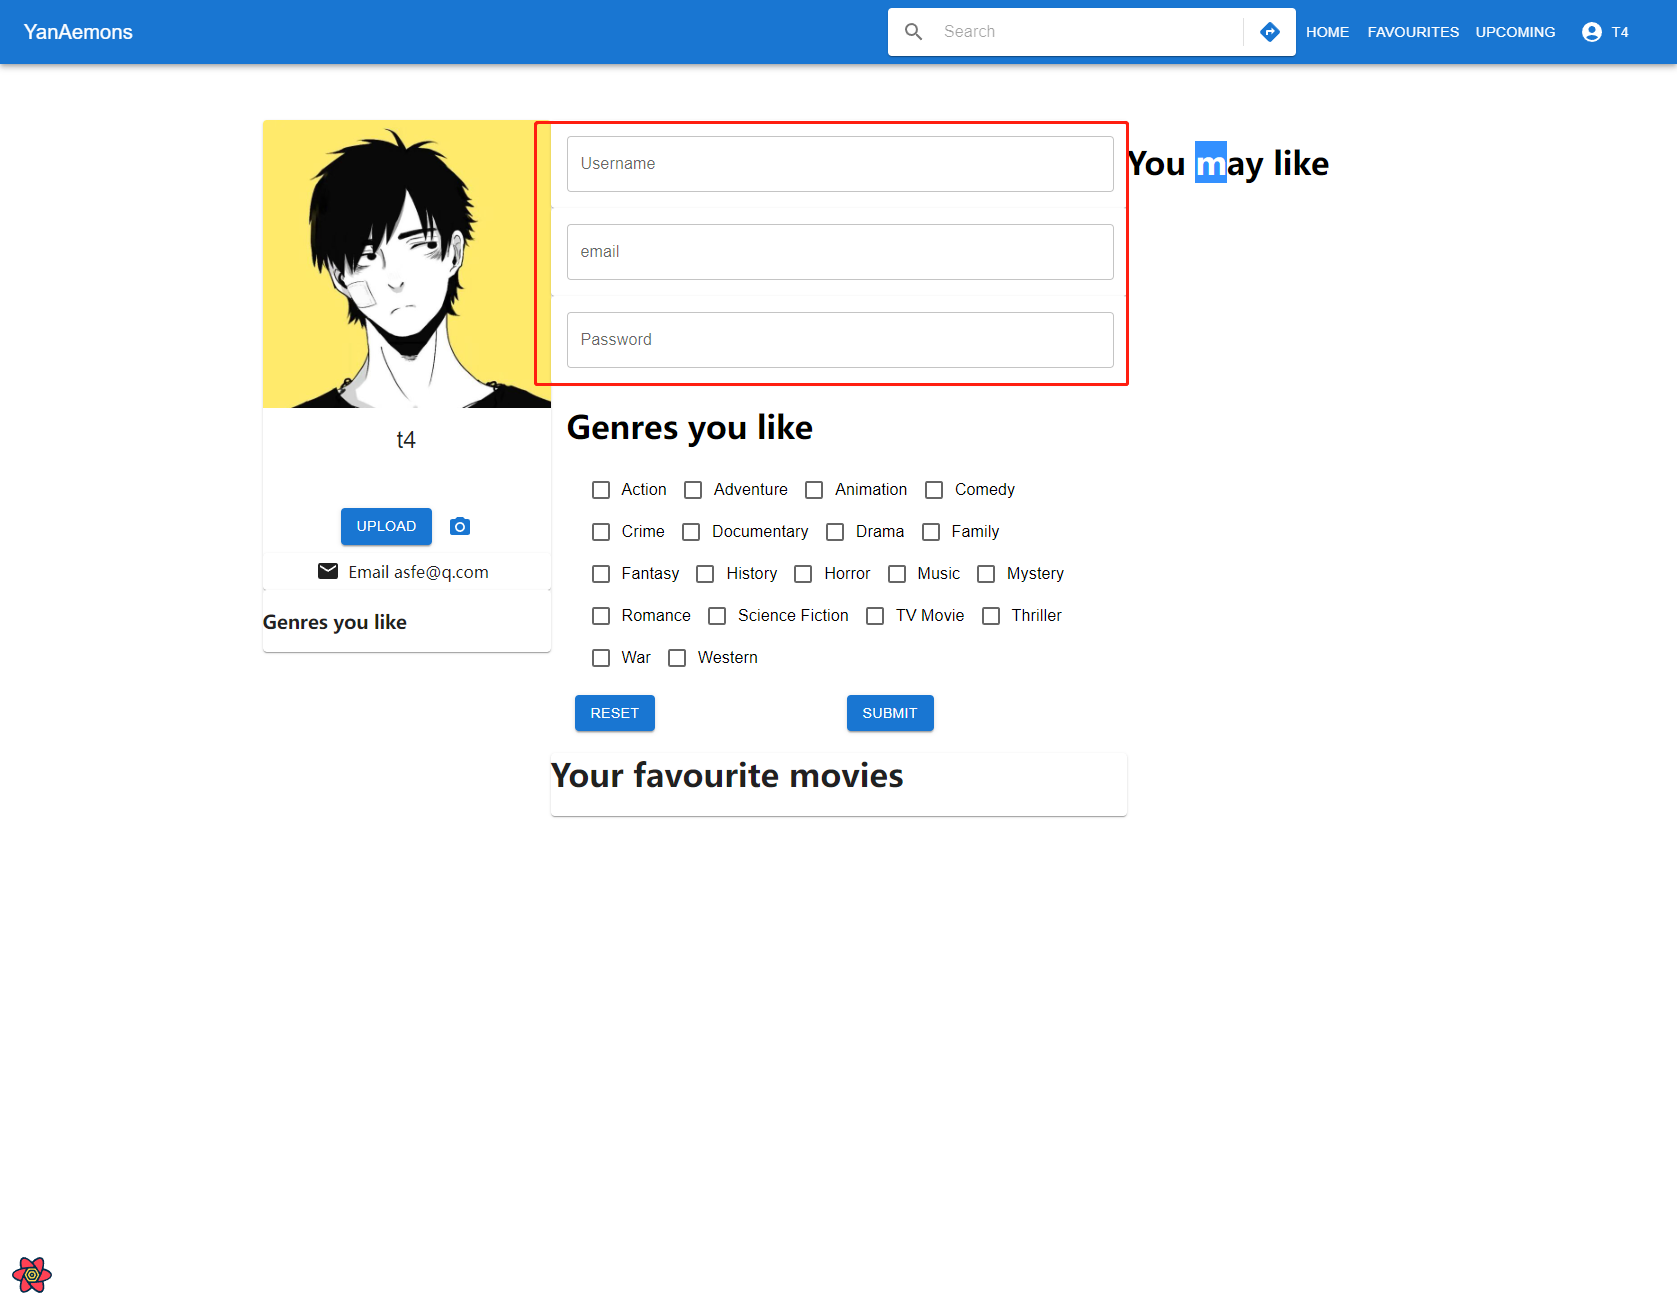 YanAemons
Search
HOME FAVOURITES UPCOMING T4
Username
email
Password
You may like
t4
UPLOAD
Email asfe@q.com
Genres you like
Genres you like
Action Adventure Animation Comedy
Crime Documentary Drama Family
Fantasy History Horror Music Mystery
Romance Science Fiction TV Movie Thriller
War Western
RESET SUBMIT
Your favourite movies